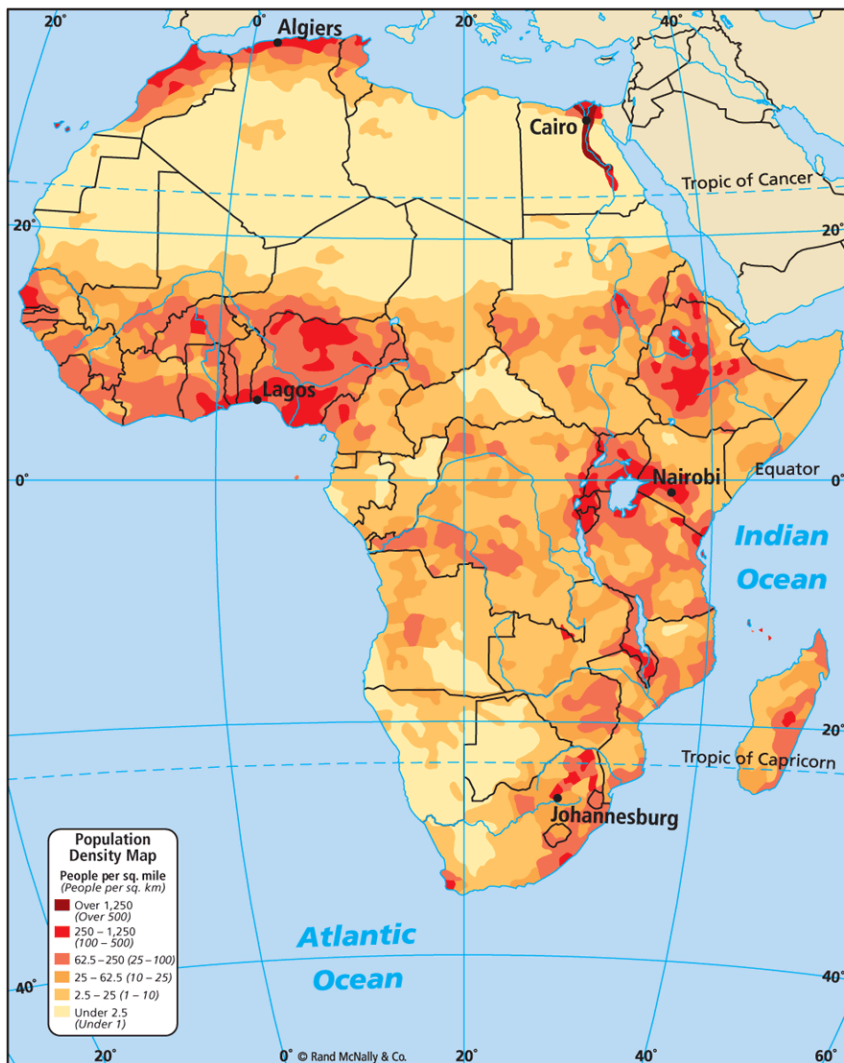 20°
0°
Algiers
20°
40°
Cairo
Tropic of Cancer
20°
20°
Lagos
0°
Nairobi
Equator
0°
Indian
Ocean
20°
20°
Tropic of Capricorn
Johannesburg
Population
Density Map
People per sq. mile
(People per sq. km)
Over 1,250
(Over 500)
250 – 1,250
(100 – 500)
62.5 – 250 (25 – 100)
25 – 62.5 (10 – 25)
2.5 – 25 (1 – 10)
Under 2.5
(Under 1)
Atlantic
Ocean
40°
40°
20°
0°
© Rand McNally & Co.
20°
40°
60°